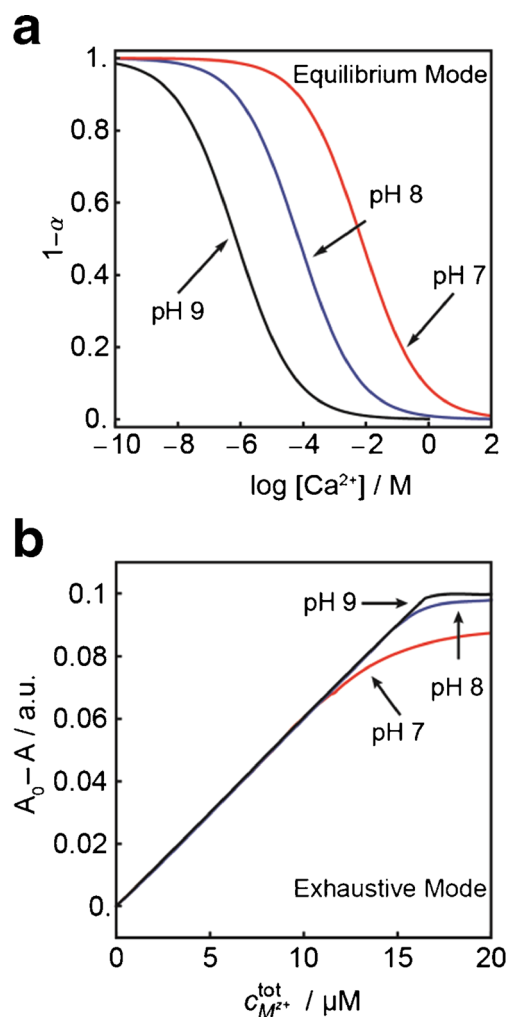 a
1.
Equilibrium Mode
0.8
0.6
0.4
0.2
0.
1–α
pH 8
pH 7
pH 9
−10 −8 −6 −4 −2 0 2
log [Ca²⁺] / M
b
0.1
0.08
0.06
0.04
0.02
0.
A₀ – A / a.u.
pH 9
pH 8
pH 7
Exhaustive Mode
0 5 10 15 20
c_{M^{z+}}^{tot} / μM